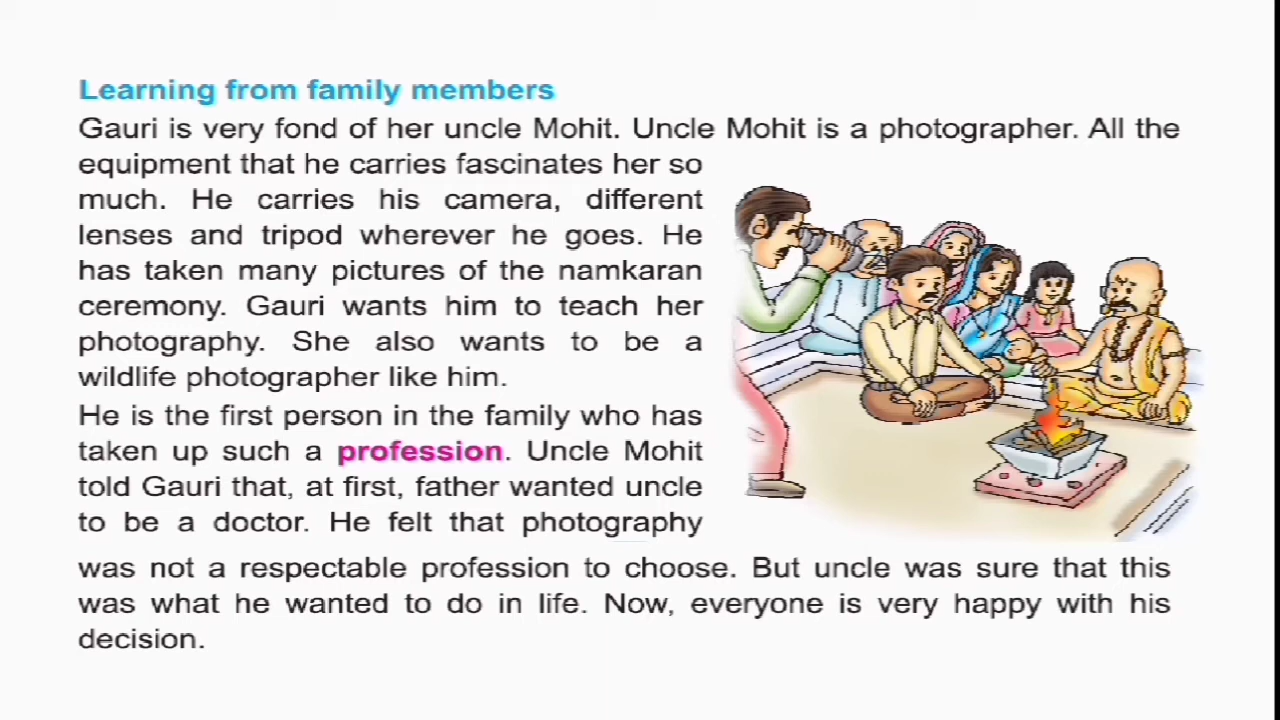 Learning from family members
Gauri is very fond of her uncle Mohit. Uncle Mohit is a photographer. All the
equipment that he carries fascinates her so
much. He carries his camera, different
lenses and tripod wherever he goes. He
has taken many pictures of the namkaran
ceremony. Gauri wants him to teach her
photography. She also wants to be a
wildlife photographer like him.
He is the first person in the family who has
taken up such a profession. Uncle Mohit
told Gauri that, at first, father wanted uncle
to be a doctor. He felt that photography
was not a respectable profession to choose. But uncle was sure that this
was what he wanted to do in life. Now, everyone is very happy with his
decision.